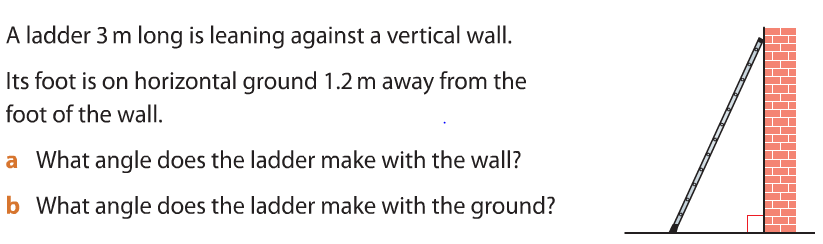 A ladder 3 m long is leaning against a vertical wall.
Its foot is on horizontal ground 1.2 m away from the
foot of the wall.
a What angle does the ladder make with the wall?
b What angle does the ladder make with the ground?